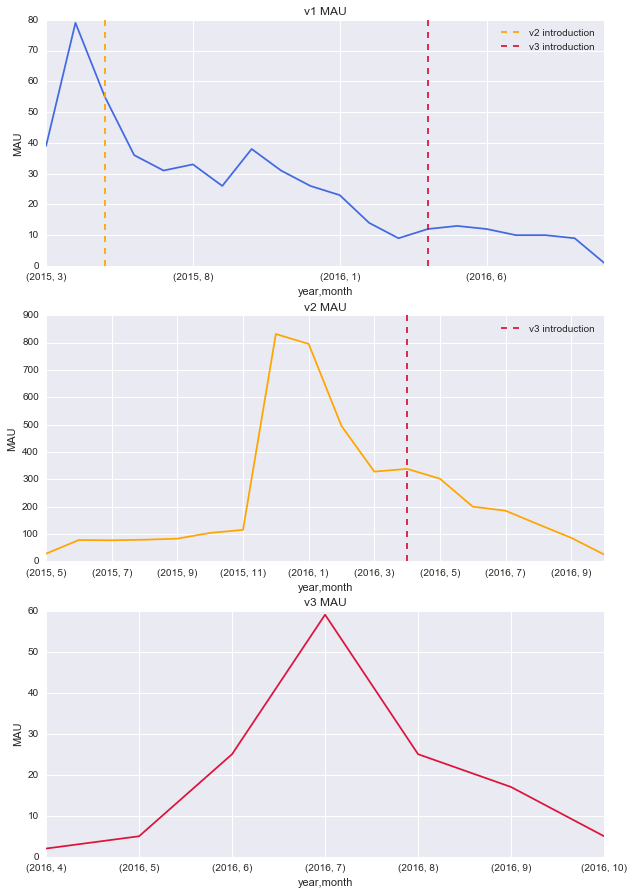 v1 MAU
80
70
60
50
40
30
20
10
0
MAU
v2 introduction
v3 introduction
(2015, 3) (2015, 8) (2016, 1) (2016, 6)
year,month
v2 MAU
900
800
700
600
500
400
300
200
100
0
MAU
v3 introduction
(2015, 5) (2015, 7) (2015, 9) (2015, 11) (2016, 1) (2016, 3) (2016, 5) (2016, 7) (2016, 9)
year,month
v3 MAU
60
50
40
30
20
10
0
MAU
(2016, 4) (2016, 5) (2016, 6) (2016, 7) (2016, 8) (2016, 9) (2016, 10)
year,month